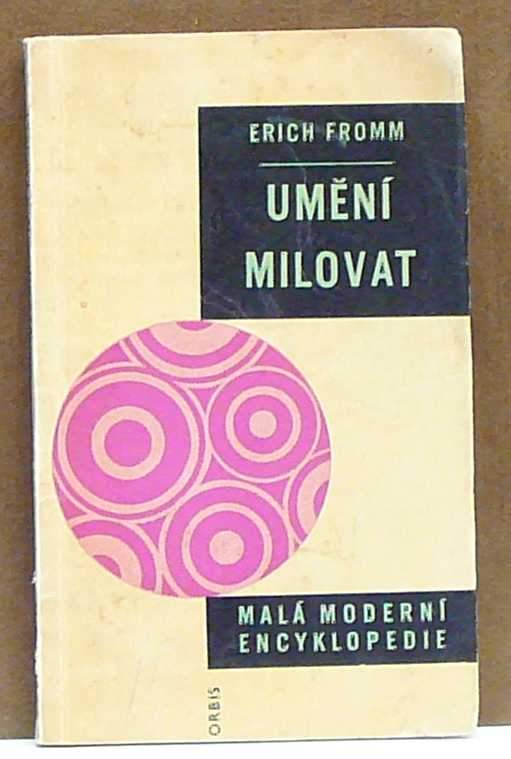 ERICH FROMM
UMĚNÍ
MILOVAT
MALÁ MODERNÍ
ENCYKLOPEDIE
ORBIS